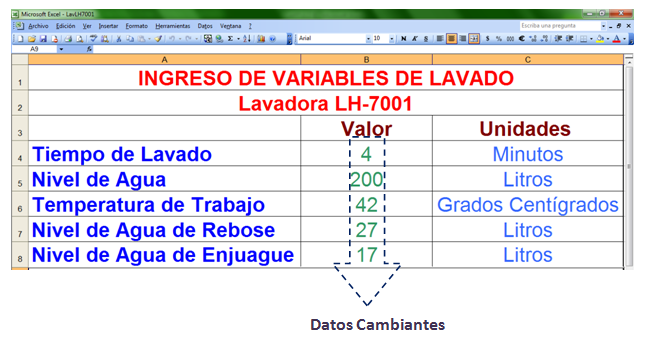 Microsoft Excel - LavLH7001
Archivo Edición Ver Insertar Formato Herramientas Datos Ventana ?
Escriba una pregunta
Arial 10 N K S
A9
A B C
1 INGRESO DE VARIABLES DE LAVADO
2 Lavadora LH-7001
3 Valor Unidades
4 Tiempo de Lavado 4 Minutos
5 Nivel de Agua 200 Litros
6 Temperatura de Trabajo 42 Grados Centígrados
7 Nivel de Agua de Rebose 27 Litros
8 Nivel de Agua de Enjuague 17 Litros
Datos Cambiantes